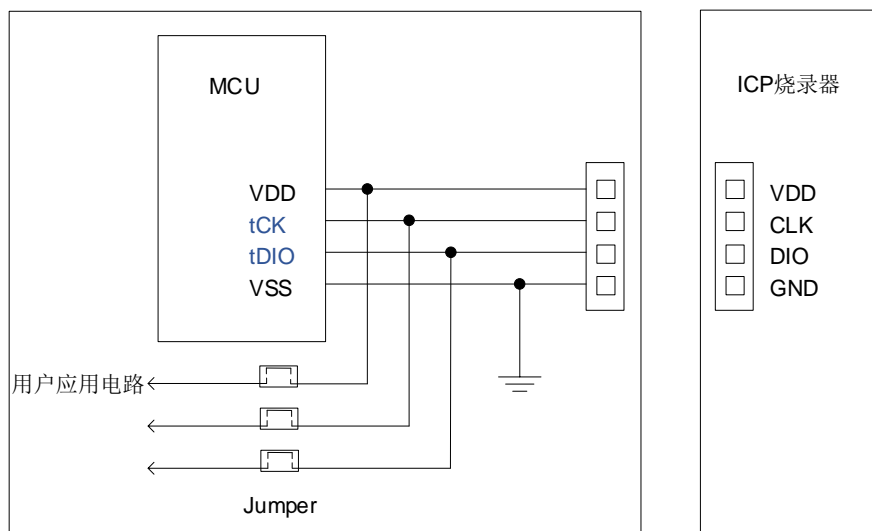 MCU
ICP烧录器
VDD
tCK
tDIO
VSS
VDD
CLK
DIO
GND
用户应用电路
Jumper